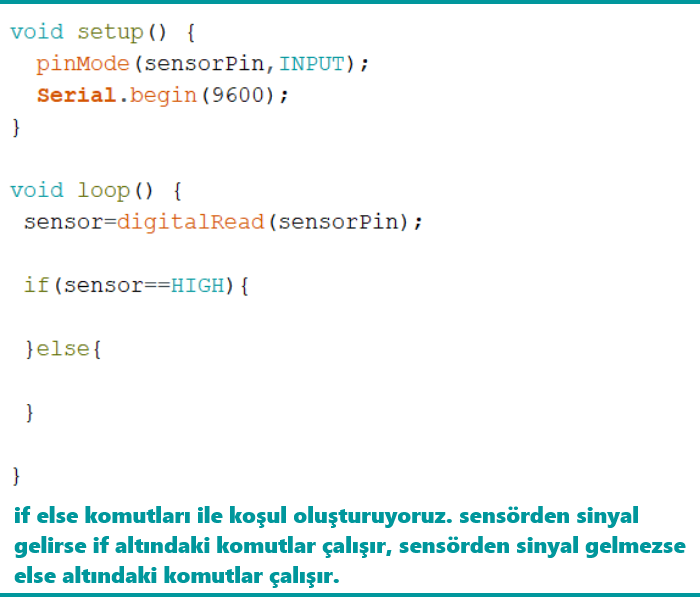 void setup() {
  pinMode(sensorPin,INPUT);
  Serial.begin(9600);
}
void loop() {
 sensor=digitalRead(sensorPin);
 if(sensor==HIGH){
 }else{
 }
}
if else komutları ile koşul oluşturuyoruz. sensörden sinyal
gelirse if altındaki komutlar çalışır, sensörden sinyal gelmezse
else altındaki komutlar çalışır.